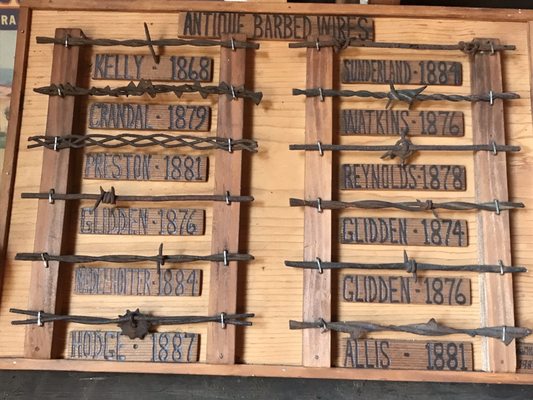 ANTIQUE BARBED WIRES
KELLY · 1868
CRANDAL · 1879
PRESTON · 1881
GLIDDEN · 1876
· 1884
HODGE · 1887
SUNDERLAND · 1884
WATKINS · 1876
REYNOLDS · 1878
GLIDDEN · 1874
GLIDDEN · 1876
ALLIS · 1881